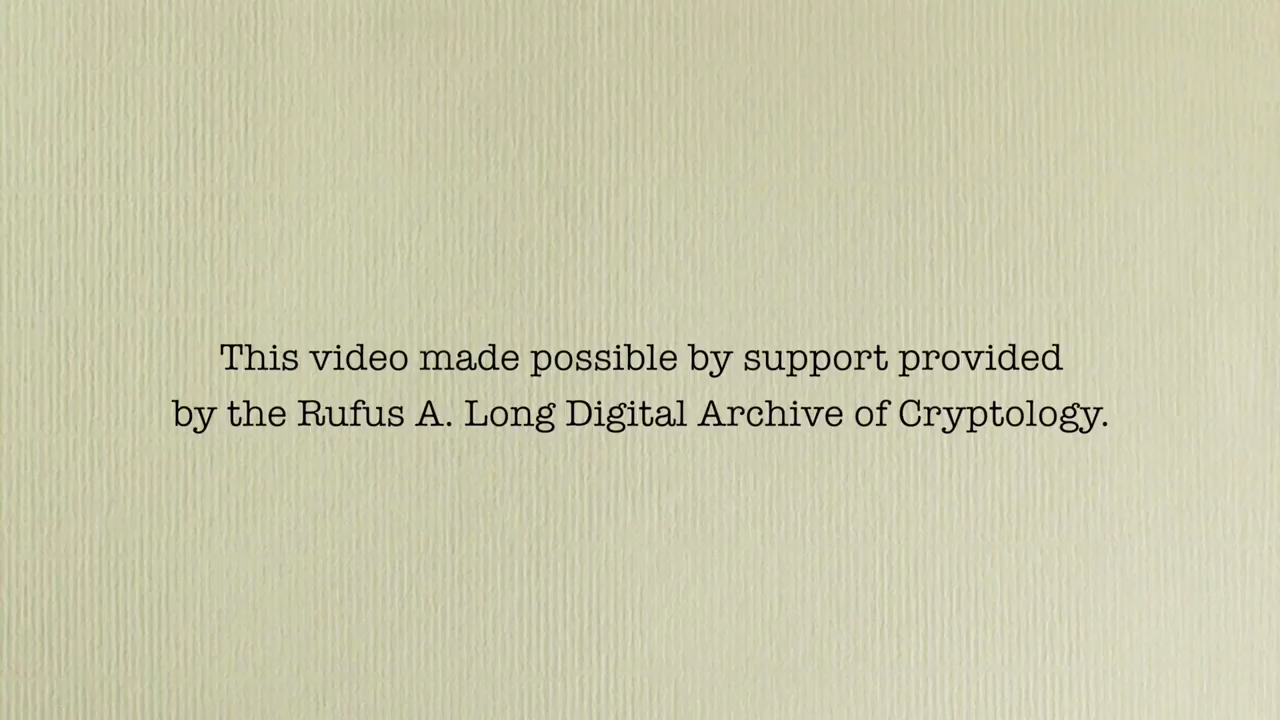 This video made possible by support provided
by the Rufus A. Long Digital Archive of Cryptology.